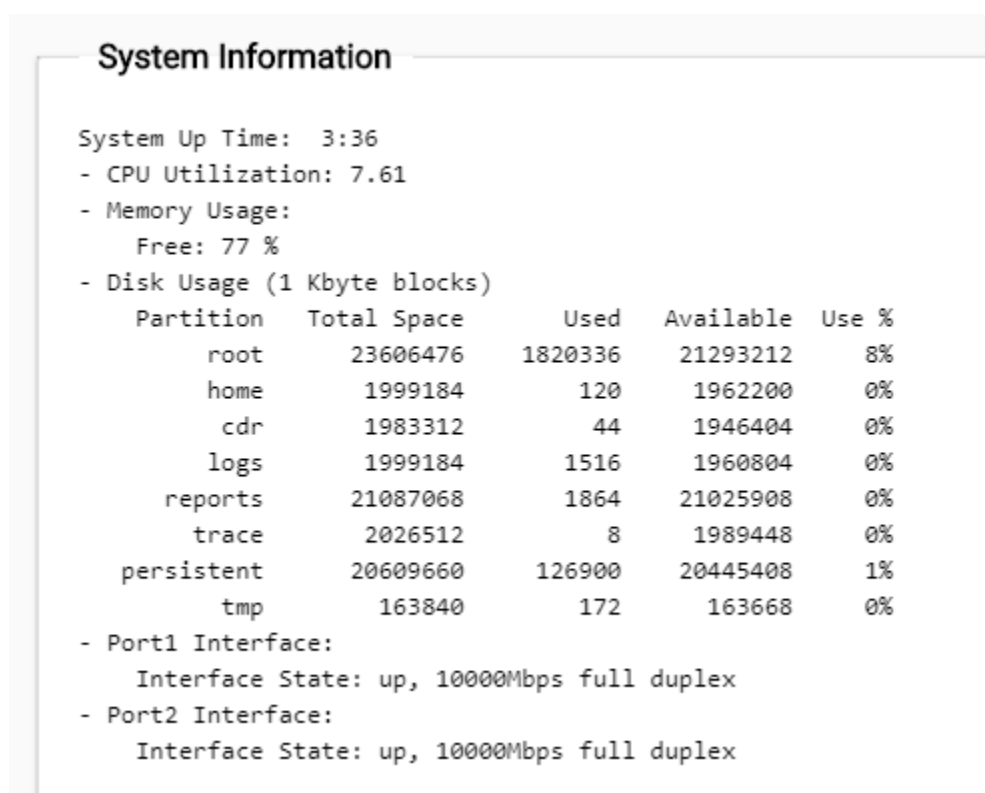 System Information
System Up Time:  3:36
- CPU Utilization: 7.61
- Memory Usage:
    Free: 77 %
- Disk Usage (1 Kbyte blocks)
    Partition   Total Space       Used   Available  Use %
         root      23606476    1820336    21293212     8%
         home       1999184        120     1962200     0%
          cdr       1983312         44     1946404     0%
         logs       1999184       1516     1960804     0%
      reports      21087068       1864    21025908     0%
        trace       2026512          8     1989448     0%
   persistent      20609660     126900    20445408     1%
          tmp        163840        172      163668     0%
- Port1 Interface:
    Interface State: up, 10000Mbps full duplex
- Port2 Interface:
    Interface State: up, 10000Mbps full duplex